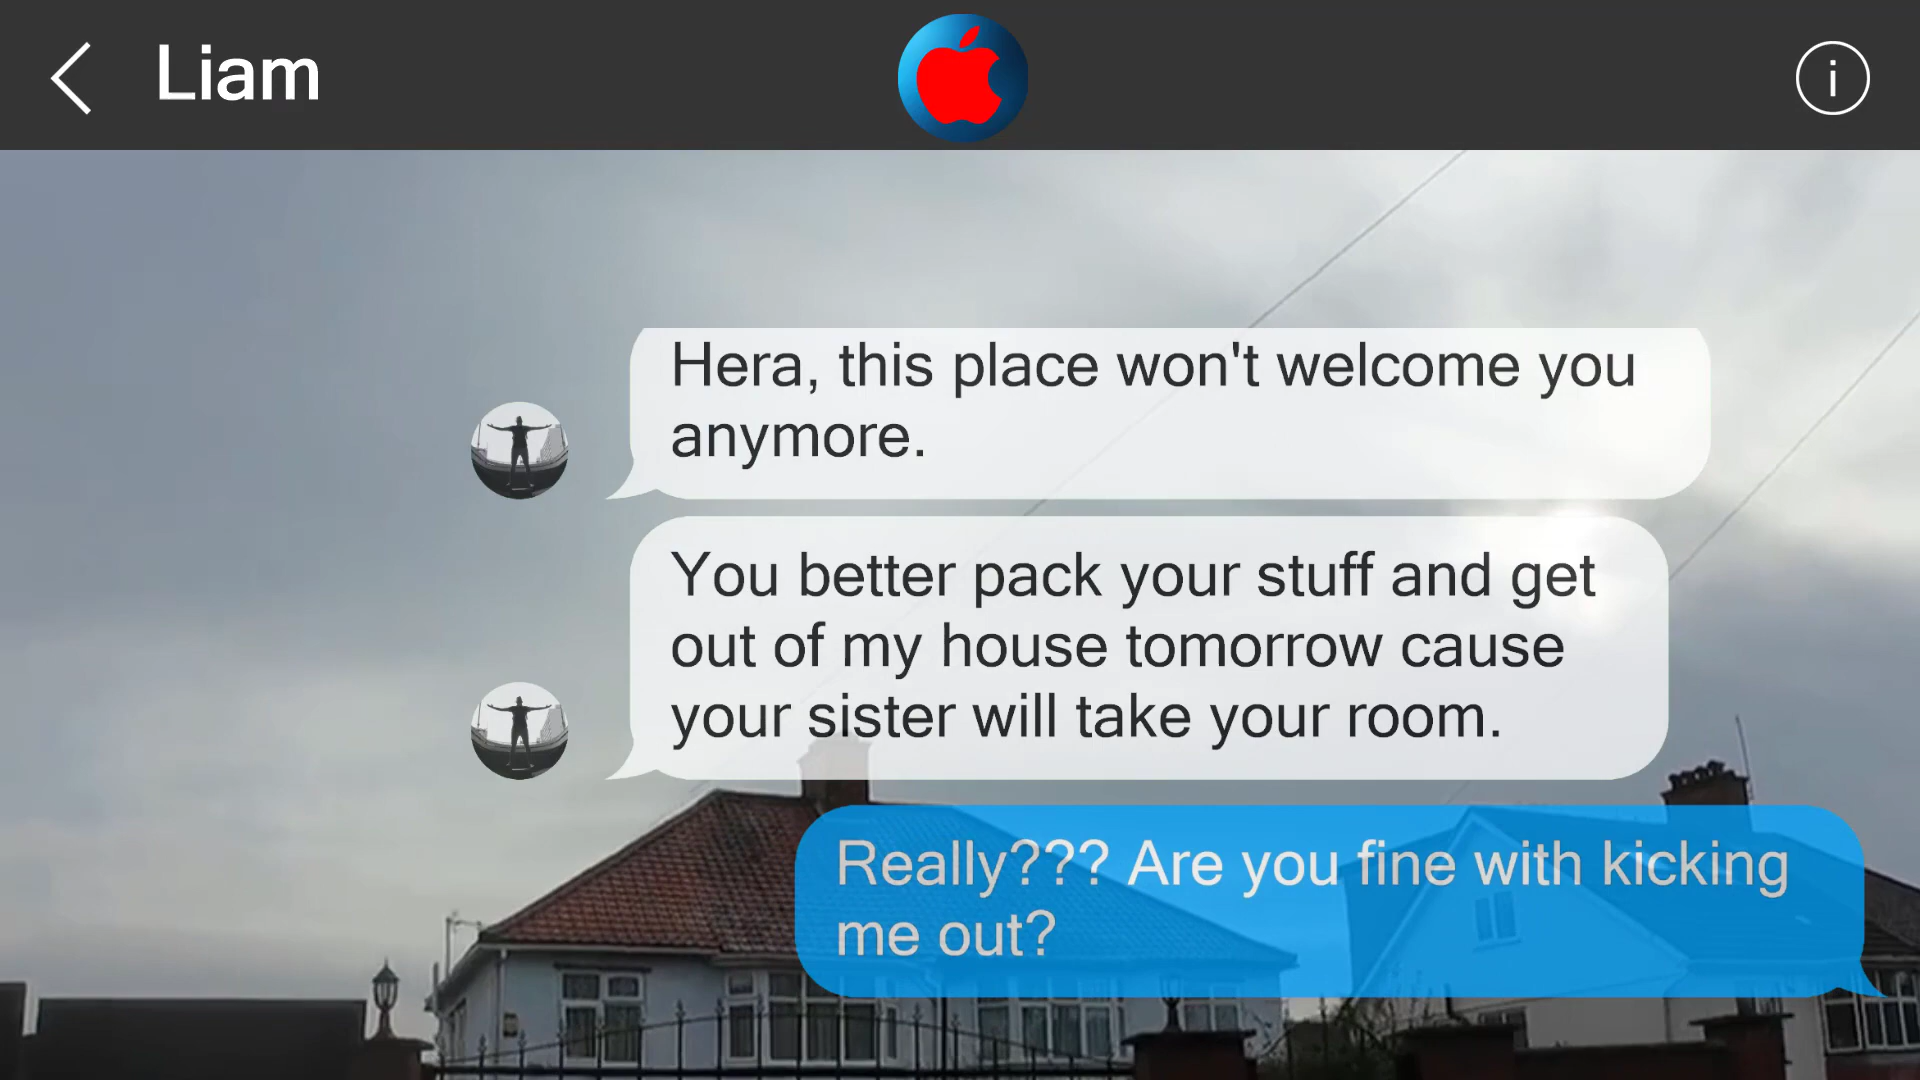 Liam
i
Hera, this place won't welcome you
anymore.
You better pack your stuff and get
out of my house tomorrow cause
your sister will take your room.
Really??? Are you fine with kicking
me out?